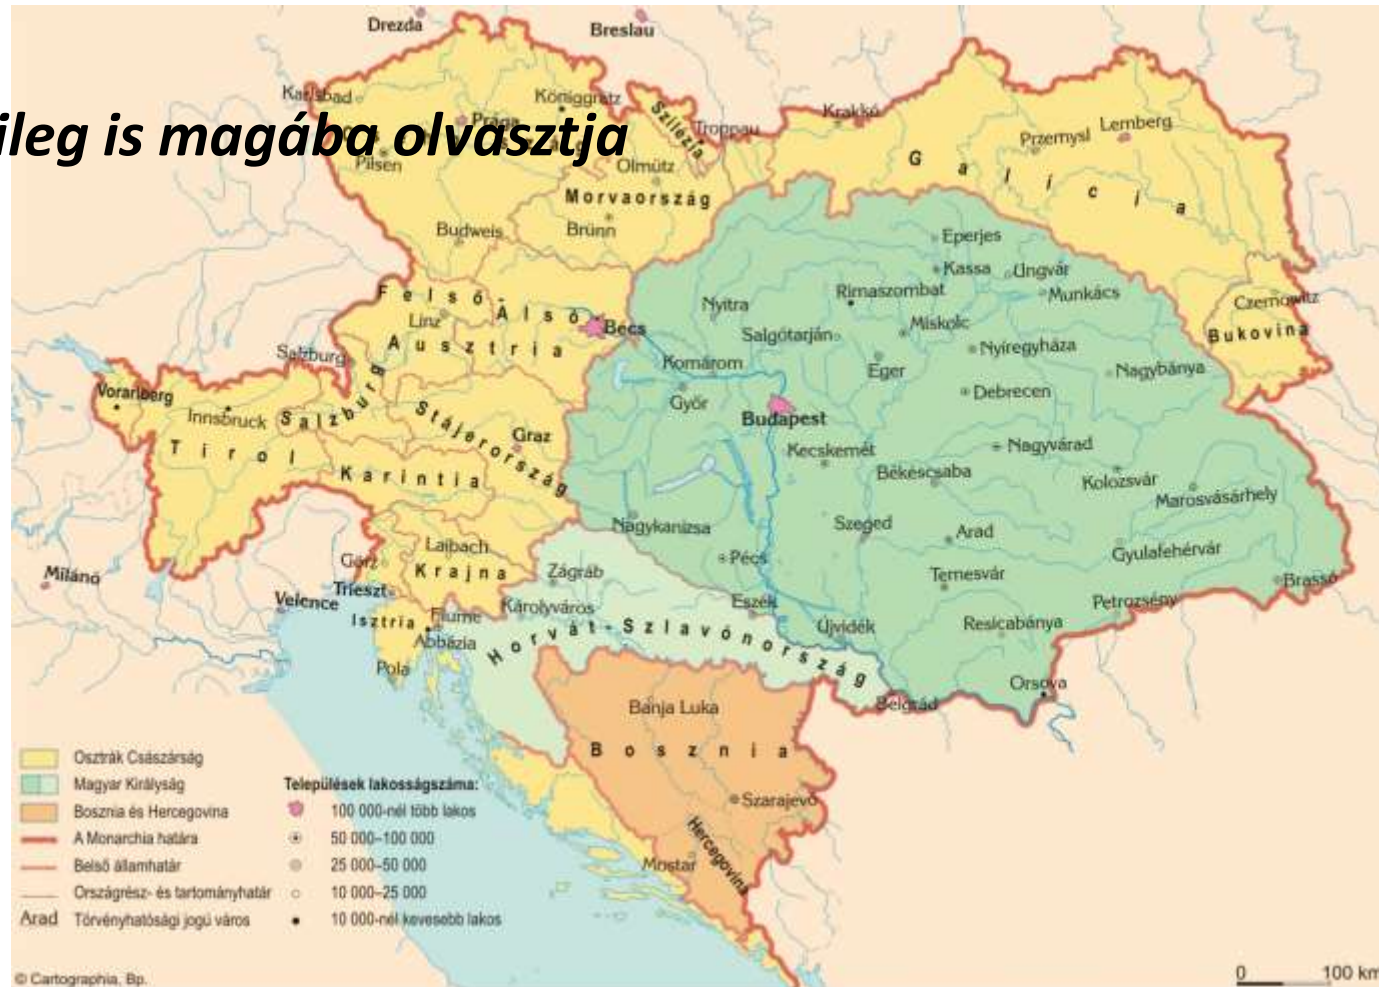 Drezda
Breslau
Karlsbad
Königgrätz
Prága
Szilézia
Troppau
Krakkó
Przemysl
Lemberg
ileg is magába olvasztja
Pilsen
Olmütz
Galícia
Morvaország
Budweis
Brünn
Eperjes
Kassa
Ungvár
Munkács
Czernowitz
Bukovina
Felső-
Alsó
Ausztria
Linz
Bécs
Nyitra
Rimaszombat
Salgótarján
Miskolc
Nyíregyháza
Nagybánya
Salzburg
Komárom
Eger
Debrecen
Vorarlberg
Innsbruck
Salzburg
Stájerország
Graz
Győr
Budapest
Tirol
Karintia
Kecskemét
Nagyvárad
Békéscsaba
Kolozsvár
Marosvásárhely
Nagykanizsa
Szeged
Arad
Gyulafehérvár
Görz
Laibach
Krajna
Pécs
Zágráb
Temesvár
Brassó
Milánó
Velence
Trieszt
Isztria
Fiume
Abbázia
Károlyváros
Eszék
Újvidék
Petrozsény
Resicabánya
Horvát-Szlavónország
Pola
Belgrád
Orsova
Banja Luka
Bosznia
Szarajevó
Mostar
Hercegovina
Osztrák Császárság
Magyar Királyság
Bosznia és Hercegovina
A Monarchia határa
Belső államhatár
Országrész- és tartományhatár
Arad Törvényhatósági jogú város
Települések lakosságszáma:
100 000-nél több lakos
50 000–100 000
25 000–50 000
10 000–25 000
10 000-nél kevesebb lakos
© Cartographia, Bp.
0 100 km